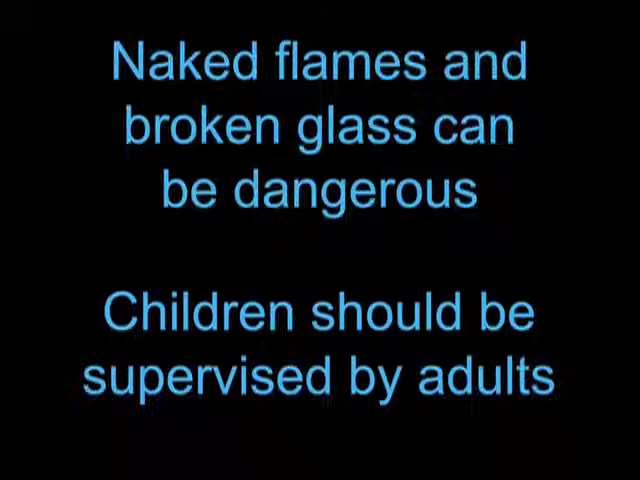 Naked flames and
broken glass can
be dangerous
Children should be
supervised by adults